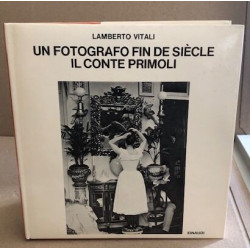 LAMBERTO VITALI
UN FOTOGRAFO FIN DE SIÈCLE
IL CONTE PRIMOLI
EINAUDI